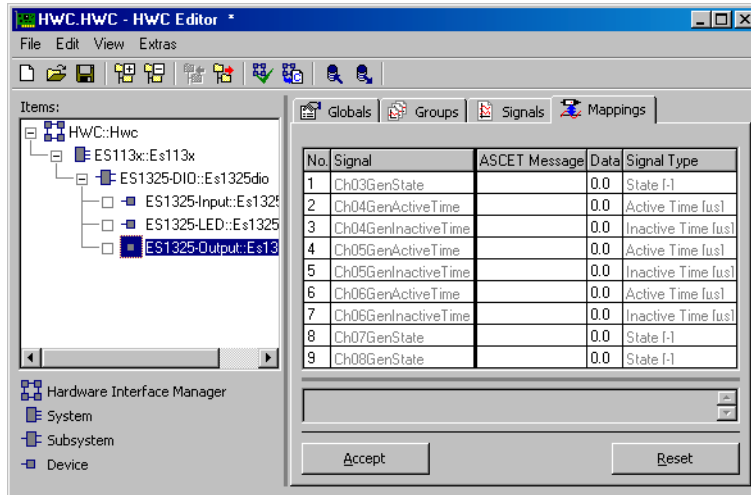 HWC.HWC - HWC Editor *
File Edit View Extras
Items:
HWC::Hwc
ES113x::Es113x
ES1325-DIO::Es1325dio
ES1325-Input::Es1325
ES1325-LED::Es1325
ES1325-Output::Es13
Hardware Interface Manager
System
Subsystem
Device
Globals Groups Signals Mappings
No. Signal ASCET Message Data Signal Type
1 Ch03GenState 0.0 State [-]
2 Ch04GenActiveTime 0.0 Active Time [us]
3 Ch04GenInactiveTime 0.0 Inactive Time [us]
4 Ch05GenActiveTime 0.0 Active Time [us]
5 Ch05GenInactiveTime 0.0 Inactive Time [us]
6 Ch06GenActiveTime 0.0 Active Time [us]
7 Ch06GenInactiveTime 0.0 Inactive Time [us]
8 Ch07GenState 0.0 State [-]
9 Ch08GenState 0.0 State [-]
Accept Reset